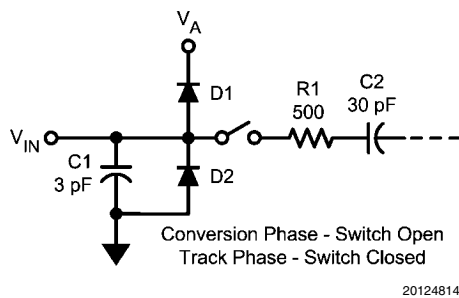 V_A
D1
R1
500
C2
30 pF
V_IN
C1
3 pF
D2
Conversion Phase - Switch Open
Track Phase - Switch Closed
20124814